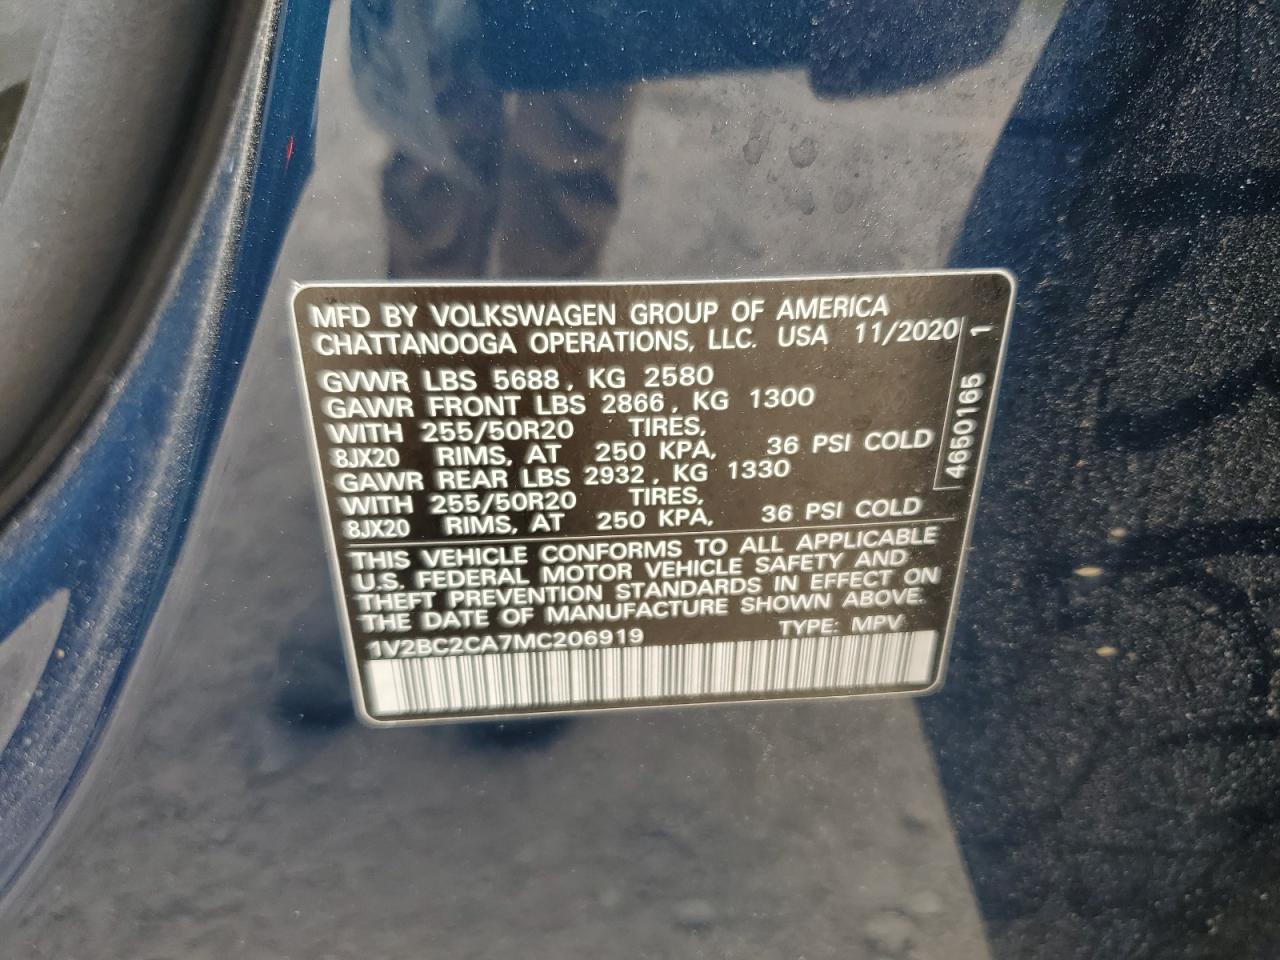 MFD BY VOLKSWAGEN GROUP OF AMERICA
CHATTANOOGA OPERATIONS, LLC. USA 11/2020
GVWR LBS 5688, KG 2580
GAWR FRONT LBS 2866, KG 1300
WITH 255/50R20 TIRES,
8JX20 RIMS, AT 250 KPA, 36 PSI COLD
GAWR REAR LBS 2932, KG 1330
WITH 255/50R20 TIRES,
8JX20 RIMS, AT 250 KPA, 36 PSI COLD
4650165 1
THIS VEHICLE CONFORMS TO ALL APPLICABLE
U.S. FEDERAL MOTOR VEHICLE SAFETY AND
THEFT PREVENTION STANDARDS IN EFFECT ON
THE DATE OF MANUFACTURE SHOWN ABOVE.
1V2BC2CA7MC206919 TYPE: MPV